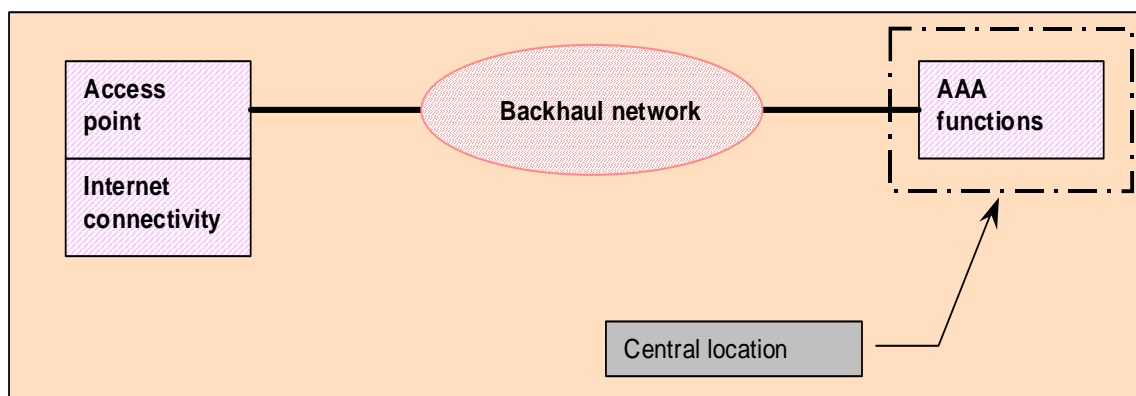 Access
point
Internet
connectivity
Backhaul network
AAA
functions
Central location